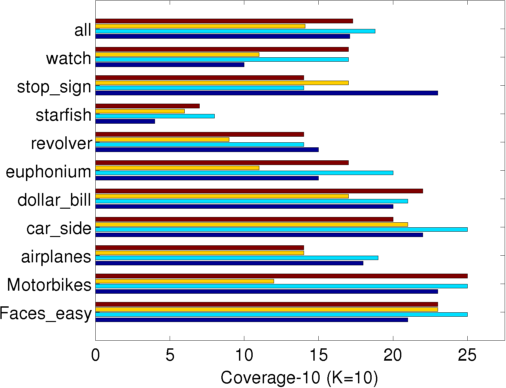 all
watch
stop_sign
starfish
revolver
euphonium
dollar_bill
car_side
airplanes
Motorbikes
Faces_easy
0 5 10 15 20 25
Coverage-10 (K=10)